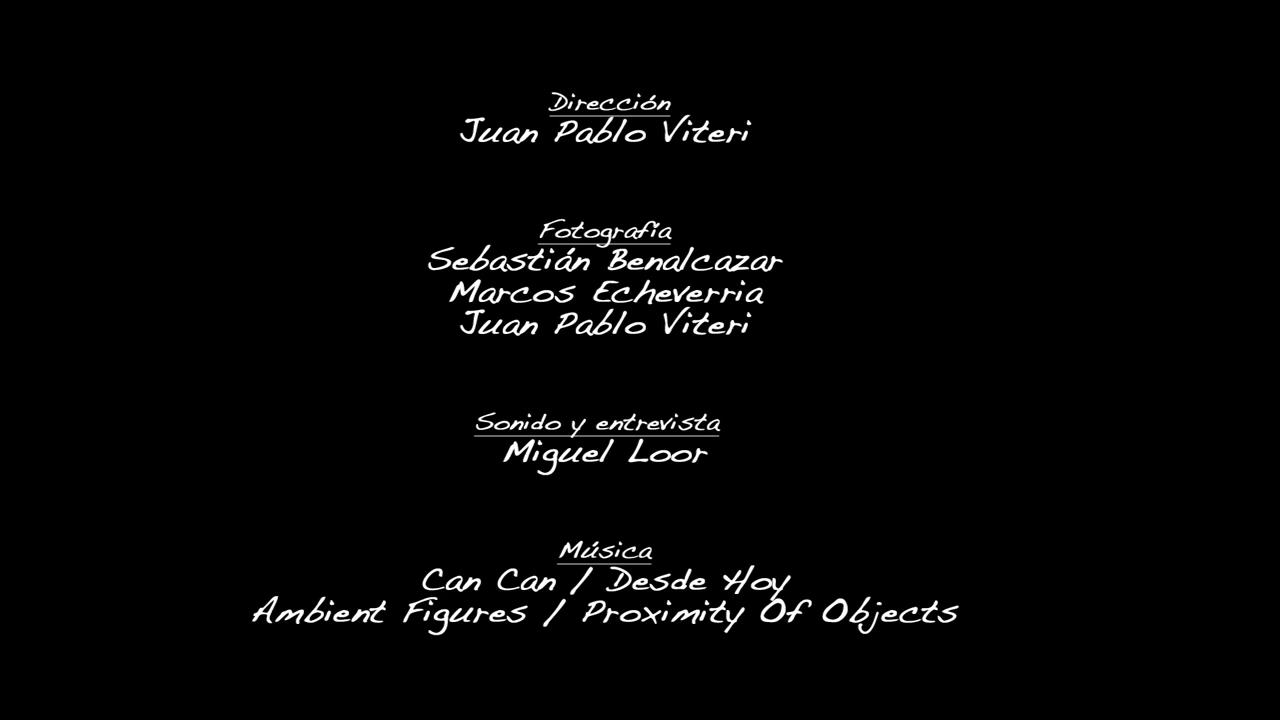 Dirección
Juan Pablo Viteri
Fotografía
Sebastián Benalcazar
Marcos Echeverria
Juan Pablo Viteri
Sonido y entrevista
Miguel Loor
Música
Can Can / Desde Hoy
Ambient Figures / Proximity Of Objects